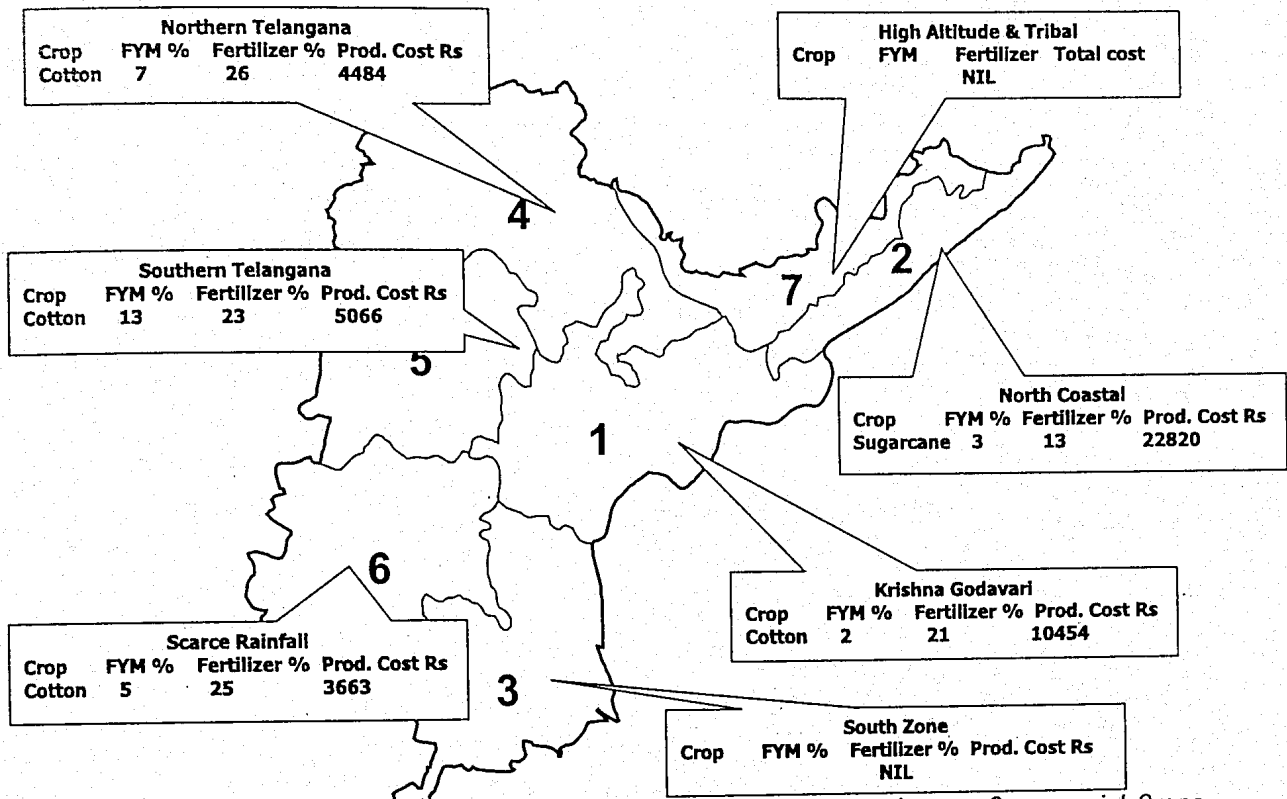 Northern Telangana
Crop FYM % Fertilizer % Prod. Cost Rs
Cotton 7 26 4484
High Altitude & Tribal
Crop FYM Fertilizer Total cost
NIL
4
2
7
Southern Telangana
Crop FYM % Fertilizer % Prod. Cost Rs
Cotton 13 23 5066
5
North Coastal
Crop FYM % Fertilizer % Prod. Cost Rs
Sugarcane 3 13 22820
1
6
Krishna Godavari
Crop FYM % Fertilizer % Prod. Cost Rs
Cotton 2 21 10454
Scarce Rainfall
Crop FYM % Fertilizer % Prod. Cost Rs
Cotton 5 25 3663
3
South Zone
Crop FYM % Fertilizer % Prod. Cost Rs
NIL